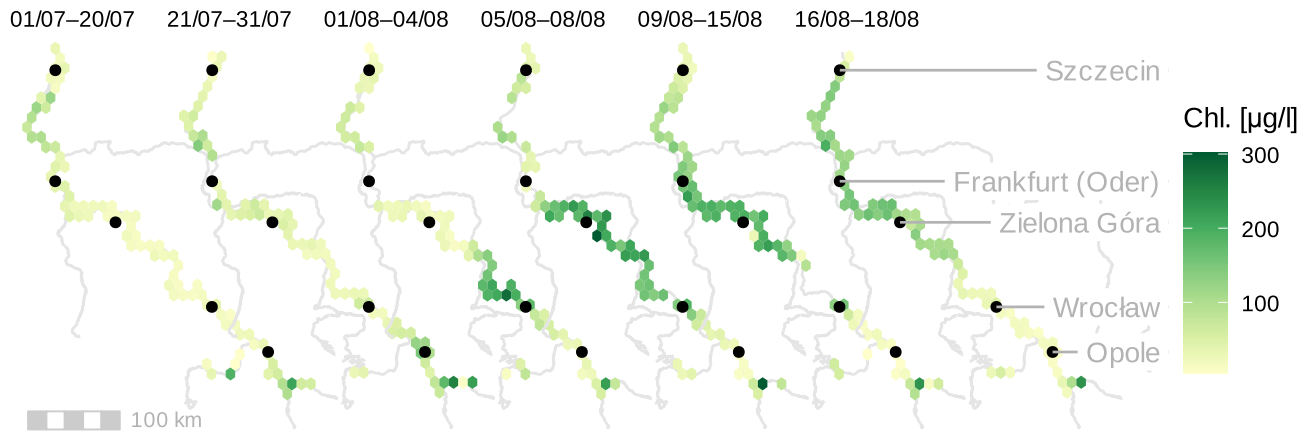 01/07–20/07 21/07–31/07 01/08–04/08 05/08–08/08 09/08–15/08 16/08–18/08
Szczecin
Chl. [µg/l]
300
Frankfurt (Oder)
Zielona Góra
200
Wrocław
100
Opole
100 km